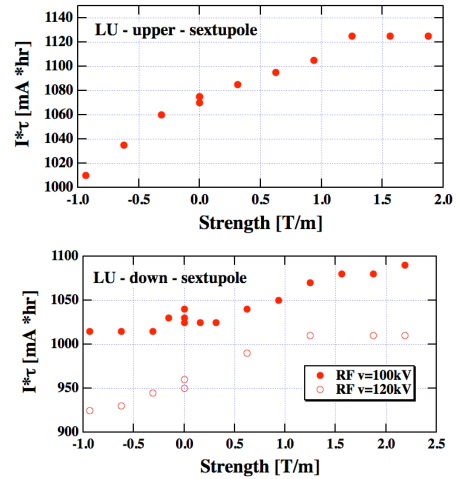 LU - upper - sextupole
I*τ [mA *hr]
1140
1120
1100
1080
1060
1040
1020
1000
-1.0 -0.5 0.0 0.5 1.0 1.5 2.0
Strength [T/m]
LU - down - sextupole
I*τ [mA *hr]
1100
1050
1000
950
900
RF v=100kV
RF v=120kV
-1.0 -0.5 0.0 0.5 1.0 1.5 2.0 2.5
Strength [T/m]